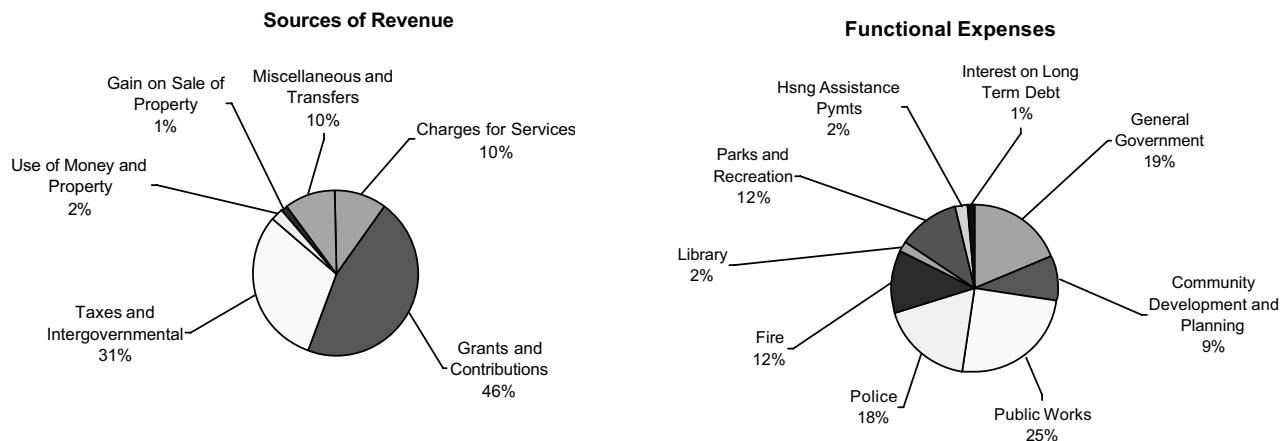 Sources of Revenue
Gain on Sale of
Property
1%
Miscellaneous and
Transfers
10%
Charges for Services
10%
Use of Money and
Property
2%
Taxes and
Intergovernmental
31%
Grants and
Contributions
46%
Functional Expenses
Hsng Assistance
Pymts
2%
Interest on Long
Term Debt
1%
General
Government
19%
Parks and
Recreation
12%
Library
2%
Community
Development and
Planning
9%
Fire
12%
Police
18%
Public Works
25%